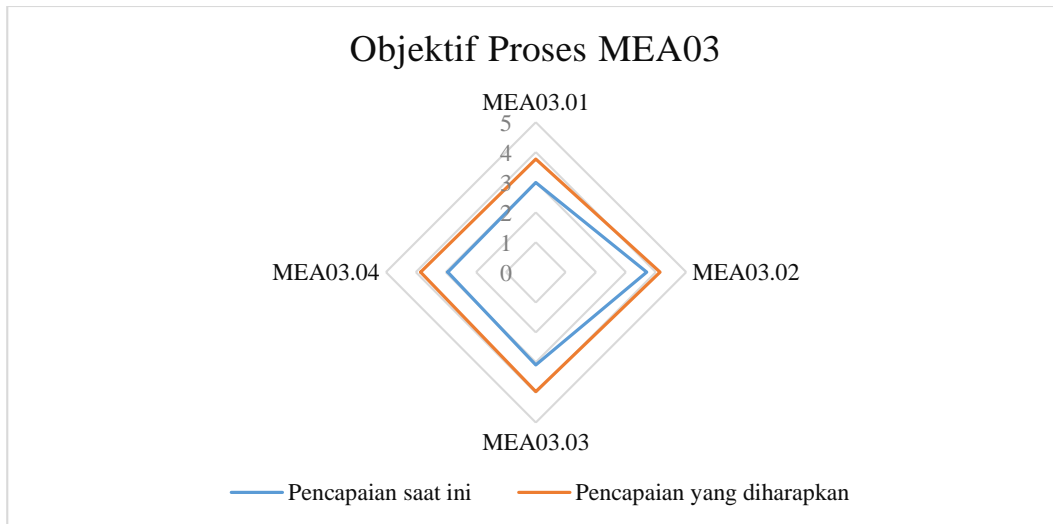 Objektif Proses MEA03
MEA03.01
5
4
3
2
1
0
MEA03.04
MEA03.02
MEA03.03
Pencapaian saat ini
Pencapaian yang diharapkan